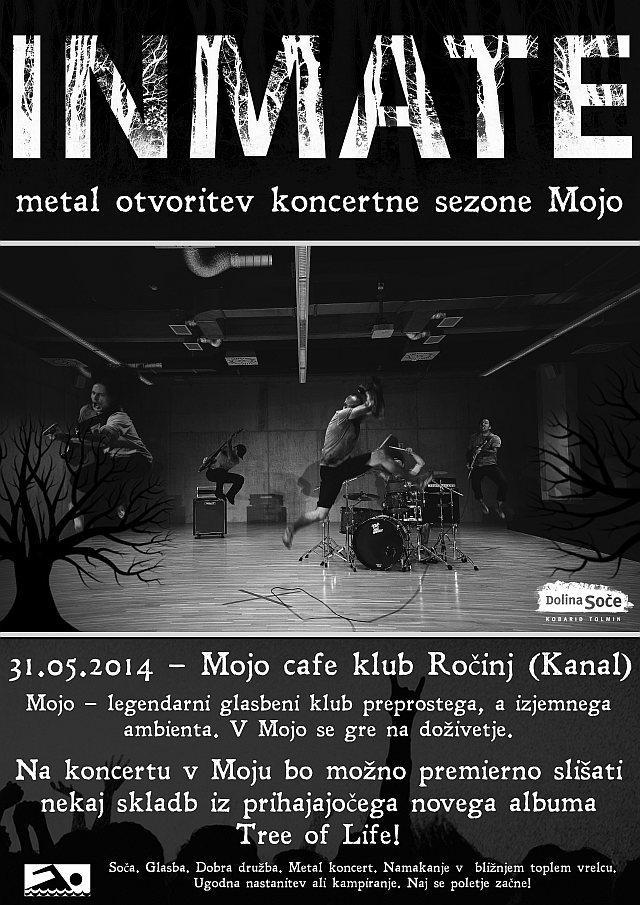 INMATE
metal otvoritev koncertne sezone Mojo
Dolina Soče
KOBARID TOLMIN
31.05.2014 – Mojo cafe klub Ročinj (Kanal)
Mojo – legendarni glasbeni klub preprostega, a izjemnega
ambienta. V Mojo se gre na doživetje.
Na koncertu v Moju bo možno premierno slišati
nekaj skladb iz prihajajočega novega albuma
Tree of Life!
Soča, Glasba, Dobra družba, Metal koncert, Namakanje v bližnjem toplem vrelcu,
Ugodna nastanitev ali kampiranje. Naj se poletje začne!